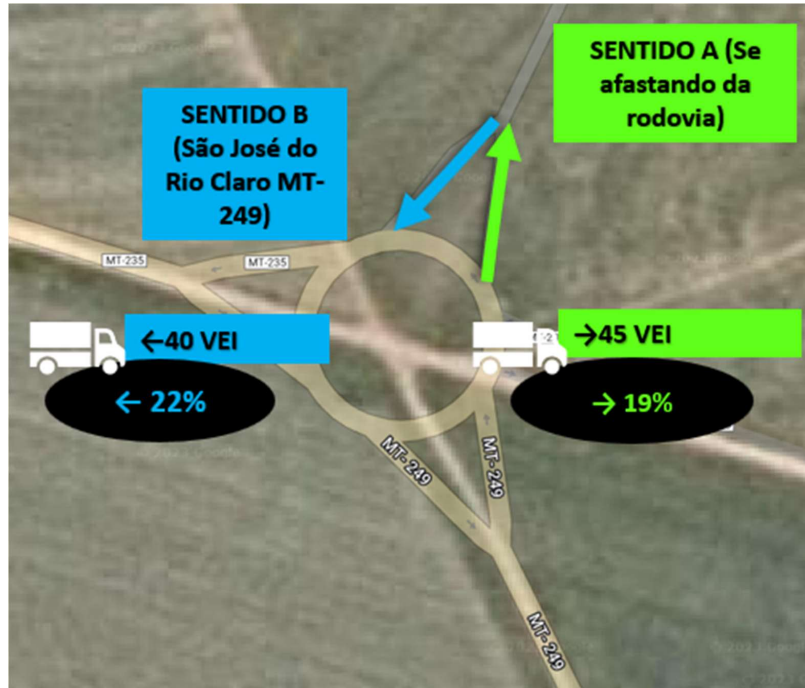 SENTIDO A (Se
afastando da
rodovia)
SENTIDO B
(São José do
Rio Claro MT-
249)
MT-235
MT-235
←40 VEI
→45 VEI
← 22%
→ 19%
MT- 249
MT- 249
MT- 249